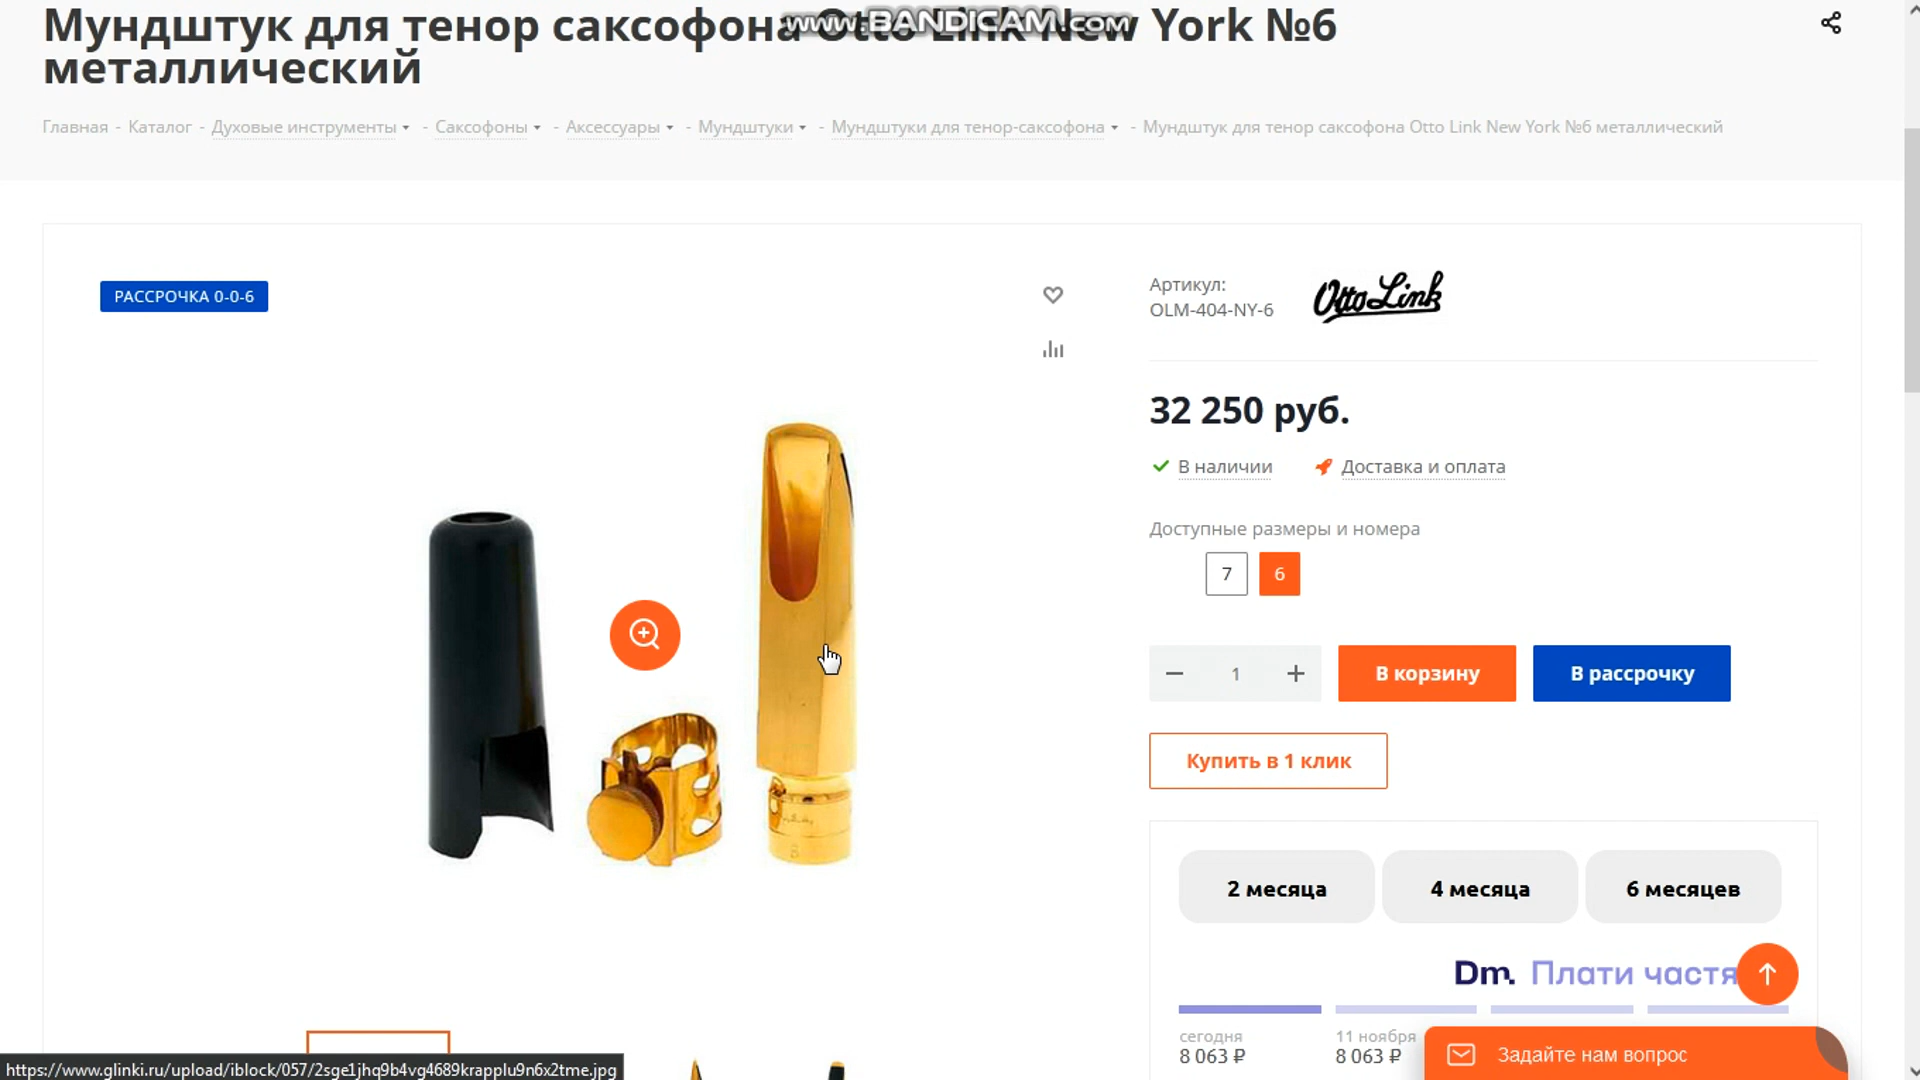 Мундштук для тенор саксофона Otto Link New York №6
металлический
www.BANDICAM.com
Главная - Каталог - Духовые инструменты - Саксофоны - Аксессуары - Мундштуки - Мундштуки для тенор-саксофона - Мундштук для тенор саксофона Otto Link New York №6 металлический
РАССРОЧКА 0-0-6
Артикул:
OLM-404-NY-6
Otto Link
32 250 руб.
В наличии
Доставка и оплата
Доступные размеры и номера
7
6
— 1 +
В корзину
В рассрочку
Купить в 1 клик
2 месяца
4 месяца
6 месяцев
Dm. Плати частя
сегодня
8 063 ₽
11 ноября
8 063 ₽
Задайте нам вопрос
https://www.glinki.ru/upload/iblock/057/2sge1jhq9b4vg4689krapplu9n6x2tme.jpg